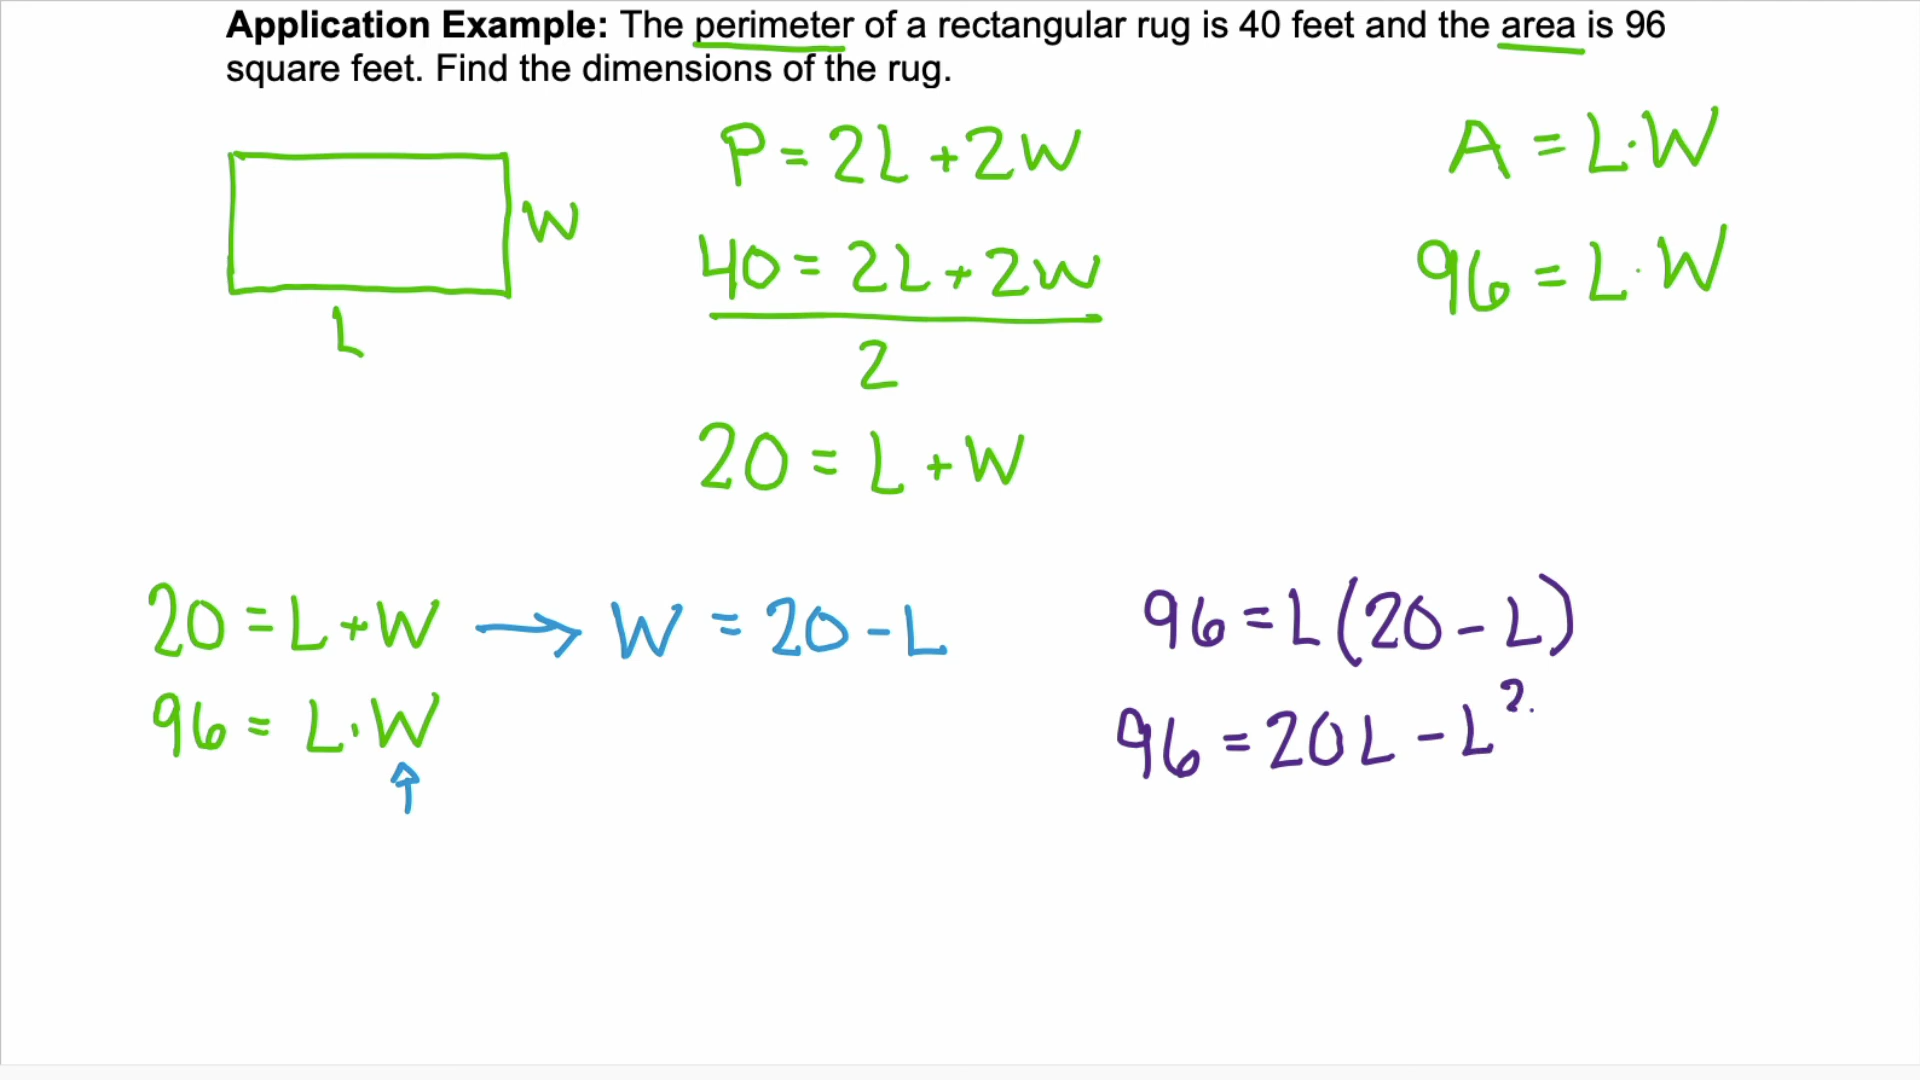 Application Example: The perimeter of a rectangular rug is 40 feet and the area is 96
square feet. Find the dimensions of the rug.
W
L
P = 2L + 2W
40 = 2L + 2W
2
20 = L + W
A = L·W
96 = L·W
20 = L + W → W = 20 - L
96 = L·W
↑
96 = L(20 - L)
96 = 20L - L².